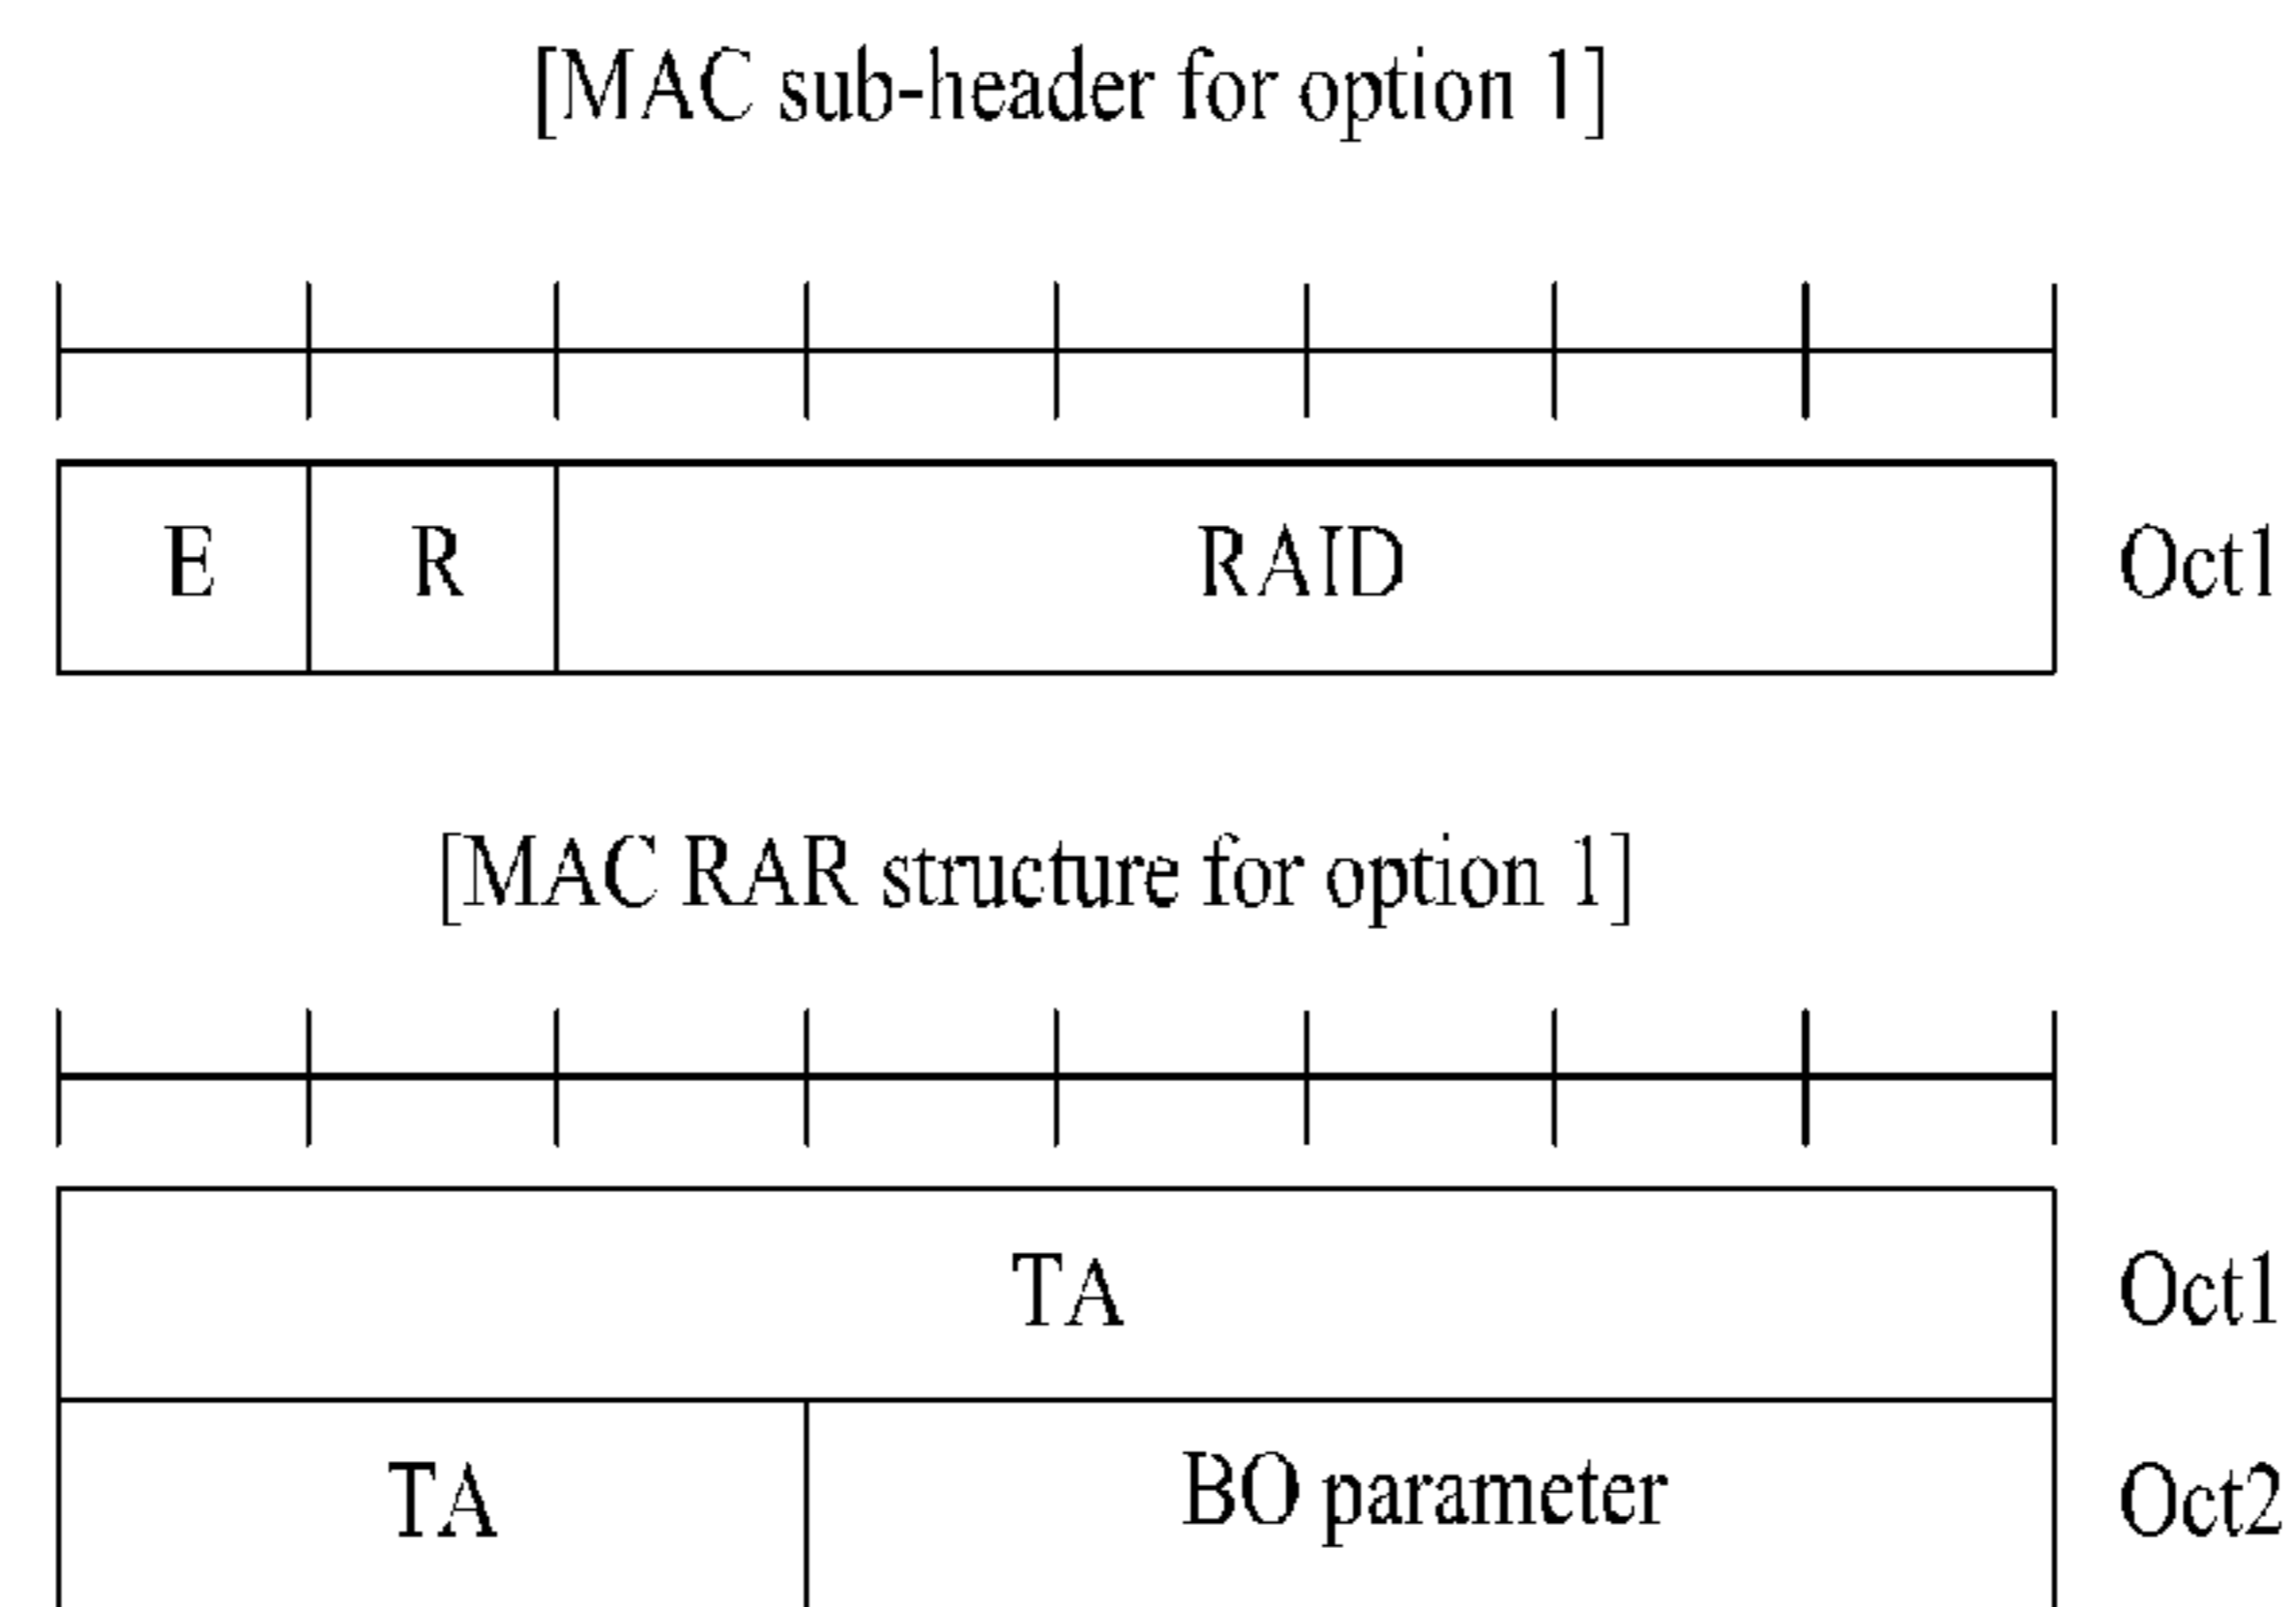 [MAC sub-header for option 1]
E R RAID Oct1
[MAC RAR structure for option 1]
TA Oct1
TA BO parameter Oct2